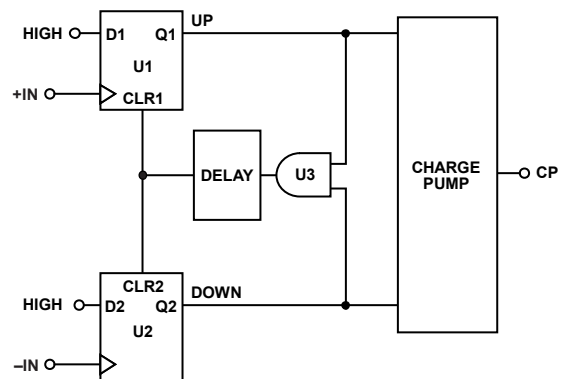 HIGH
D1
Q1
UP
U1
+IN
CLR1
DELAY
U3
CHARGE
PUMP
CP
CLR2
DOWN
HIGH
D2
Q2
U2
–IN